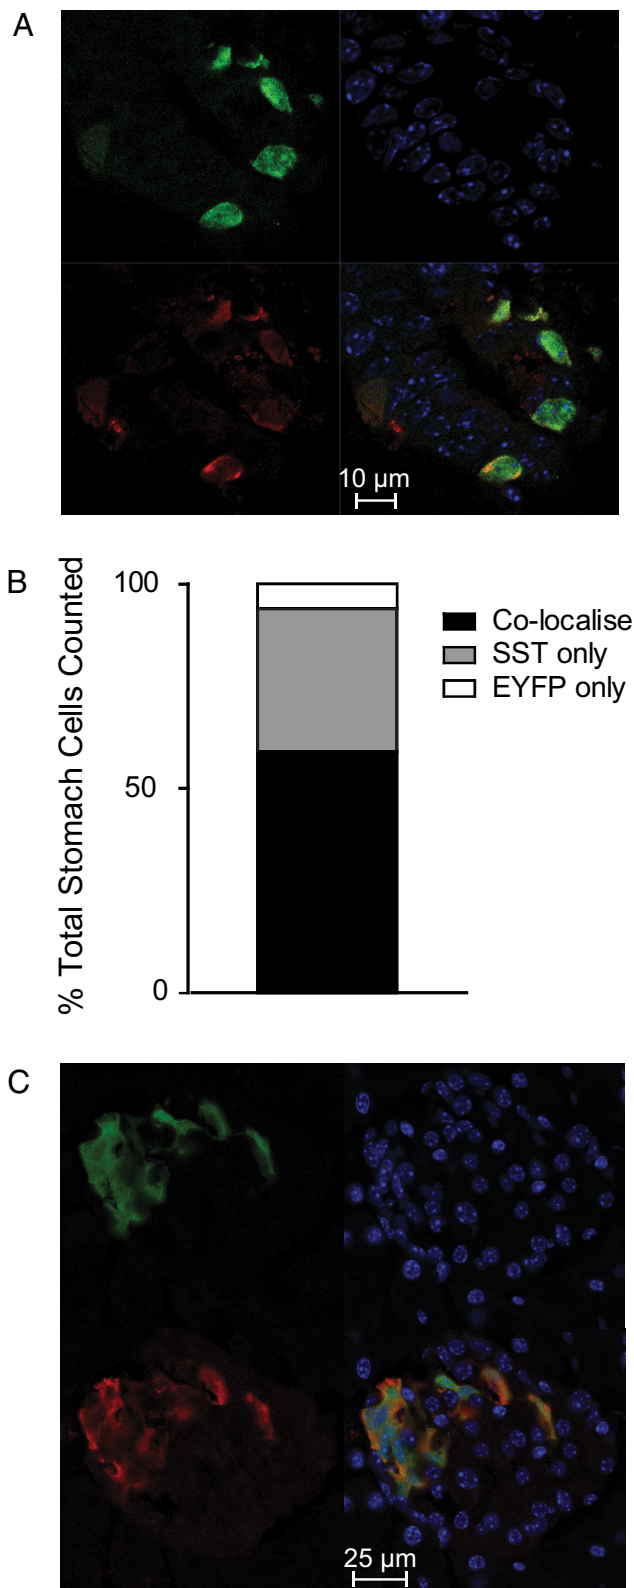 A
10 µm
B
% Total Stomach Cells Counted
100
50
0
Co-localise
SST only
EYFP only
C
25 µm